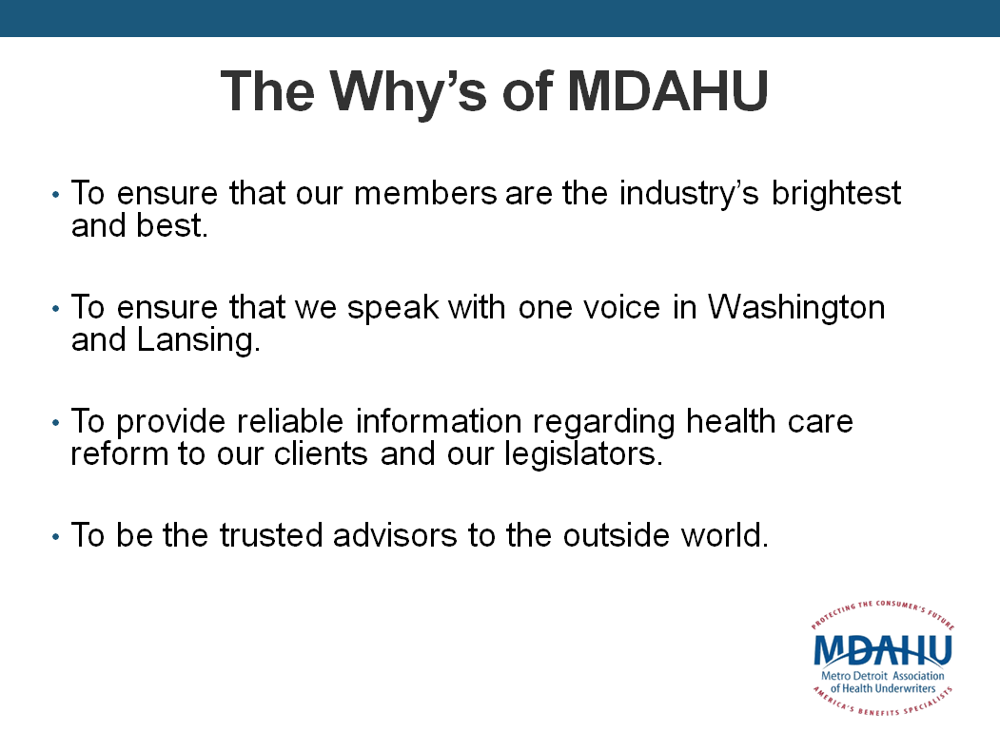 The Why’s of MDAHU
• To ensure that our members are the industry’s brightest
and best.
• To ensure that we speak with one voice in Washington
and Lansing.
• To provide reliable information regarding health care
reform to our clients and our legislators.
• To be the trusted advisors to the outside world.
PROTECTING THE CONSUMER'S FUTURE
MDAHU
Metro Detroit Association
of Health Underwriters
AMERICA'S BENEFITS SPECIALISTS